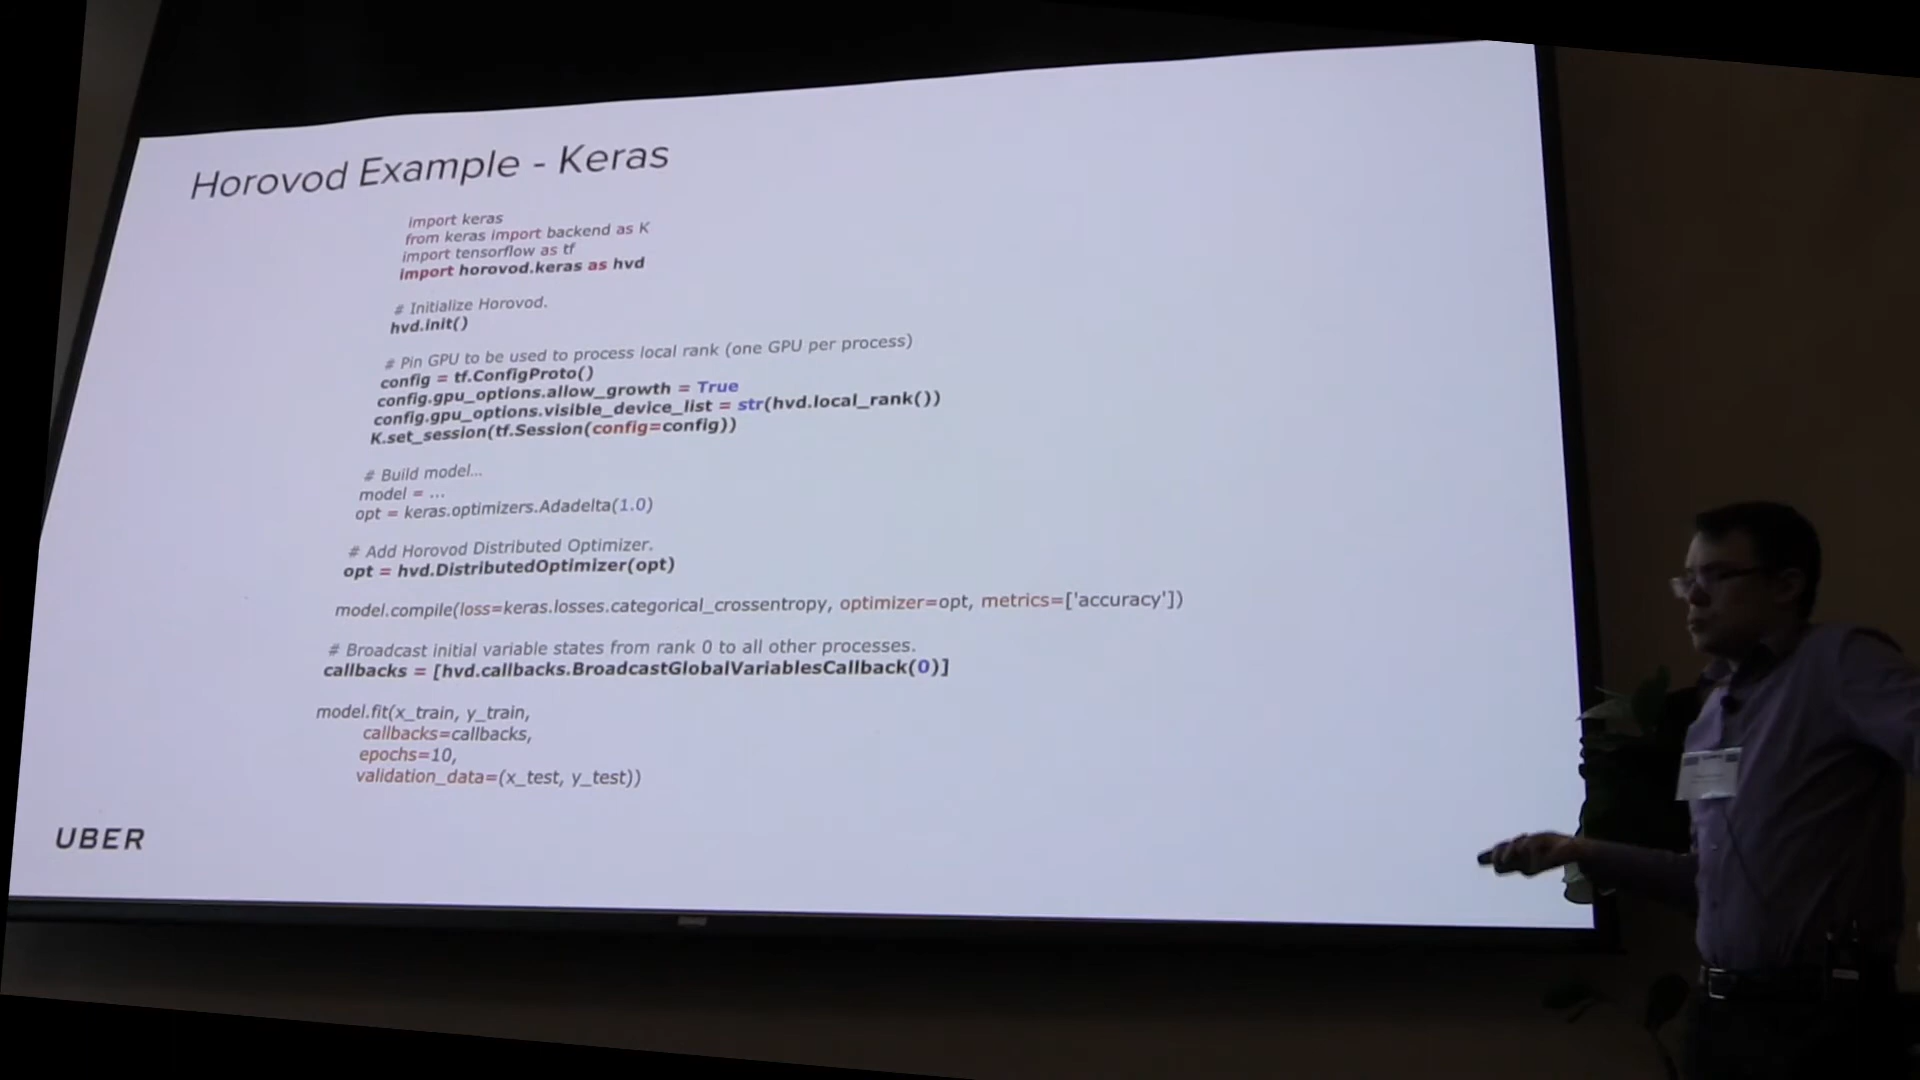 Horovod Example - Keras
import keras
from keras import backend as K
import tensorflow as tf
import horovod.keras as hvd
# Initialize Horovod.
hvd.init()
# Pin GPU to be used to process local rank (one GPU per process)
config = tf.ConfigProto()
config.gpu_options.allow_growth = True
config.gpu_options.visible_device_list = str(hvd.local_rank())
K.set_session(tf.Session(config=config))
# Build model...
model = ...
opt = keras.optimizers.Adadelta(1.0)
# Add Horovod Distributed Optimizer.
opt = hvd.DistributedOptimizer(opt)
model.compile(loss=keras.losses.categorical_crossentropy, optimizer=opt, metrics=['accuracy'])
# Broadcast initial variable states from rank 0 to all other processes.
callbacks = [hvd.callbacks.BroadcastGlobalVariablesCallback(0)]
model.fit(x_train, y_train,
callbacks=callbacks,
epochs=10,
validation_data=(x_test, y_test))
UBER